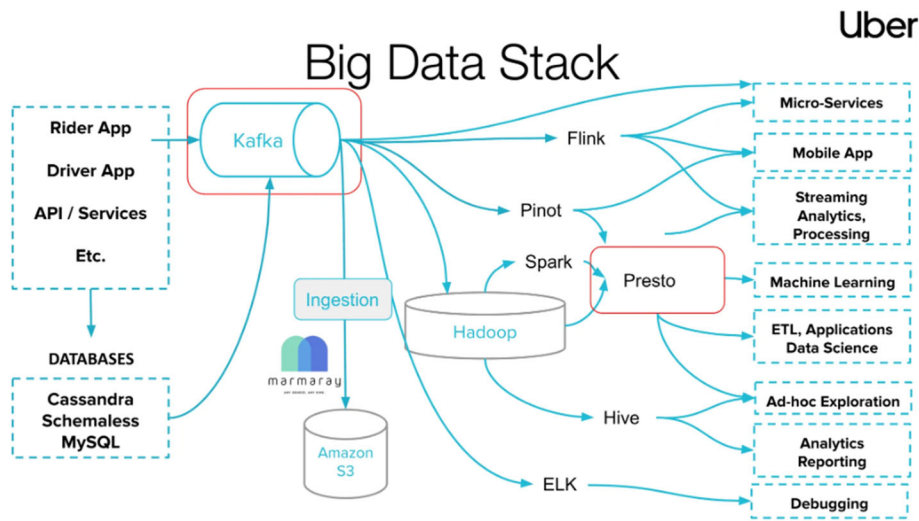 Uber
Big Data Stack
Rider App
Driver App
API / Services
Etc.
DATABASES
Cassandra
Schemaless
MySQL
Kafka
Ingestion
marmaray
Amazon
S3
Flink
Pinot
Spark
Presto
Hadoop
Hive
ELK
Micro-Services
Mobile App
Streaming
Analytics,
Processing
Machine Learning
ETL, Applications
Data Science
Ad-hoc Exploration
Analytics
Reporting
Debugging